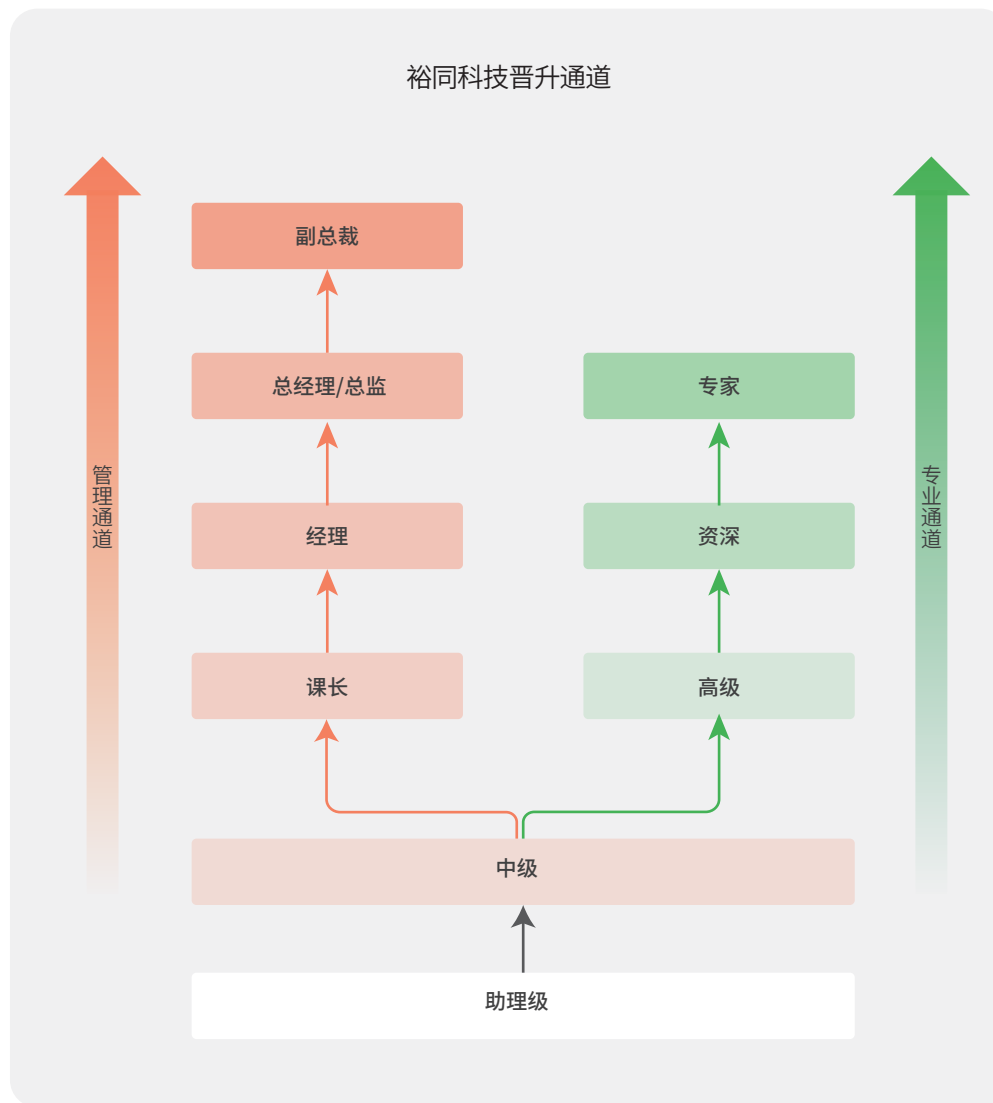 裕同科技晋升通道
副总裁
总经理/总监
专家
管理通道
专业通道
经理
资深
课长
高级
中级
助理级